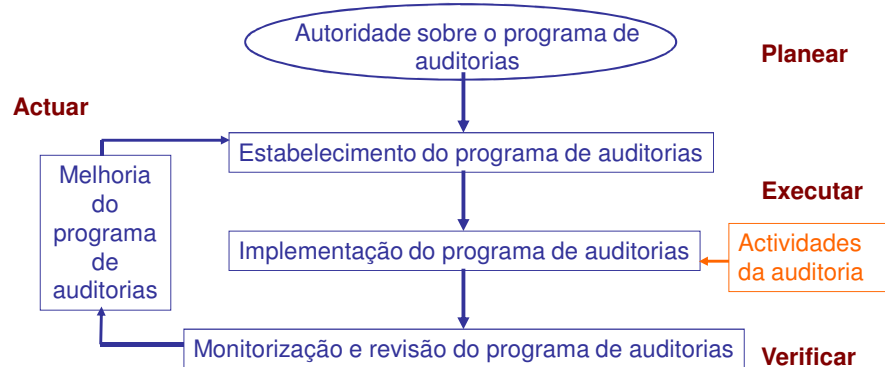 Autoridade sobre o programa de
auditorias
Planear
Actuar
Estabelecimento do programa de auditorias
Melhoria
do
programa
de
auditorias
Executar
Implementação do programa de auditorias
Actividades
da auditoria
Monitorização e revisão do programa de auditorias
Verificar